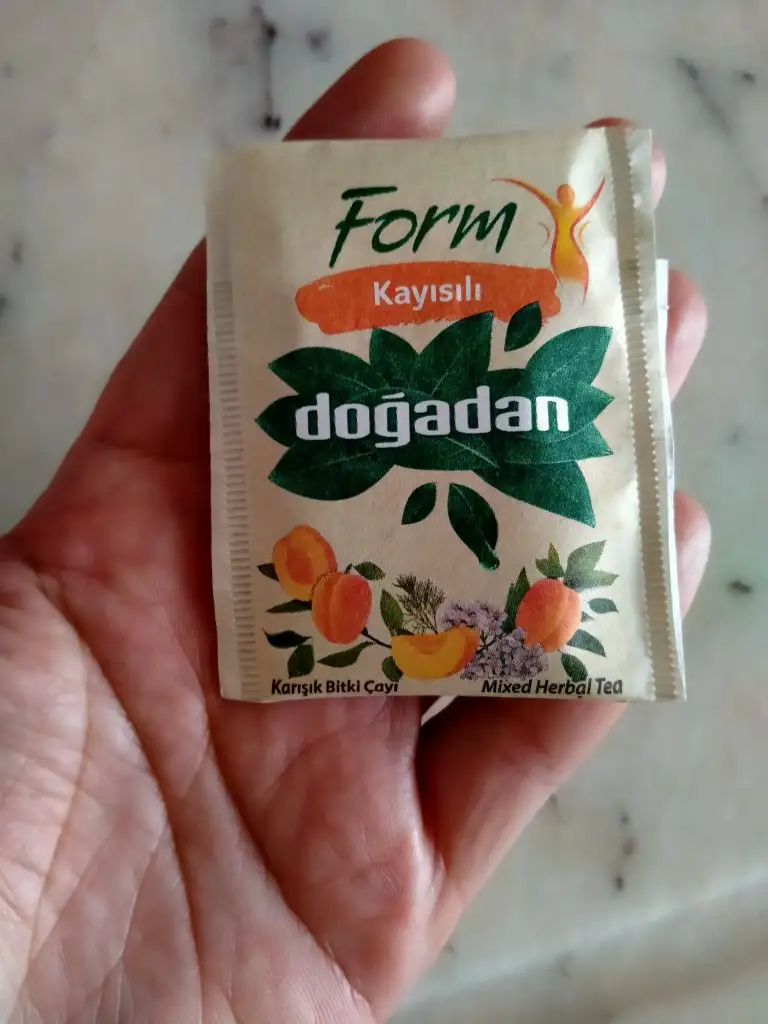 Form
Kayısılı
doğadan
Karışık Bitki Çayı
Mixed Herbal Tea